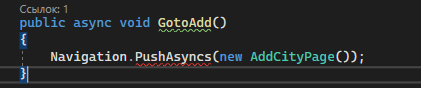 Ссылок: 1
public async void GotoAdd()
{
Navigation.PushAsyncs(new AddCityPage());
}